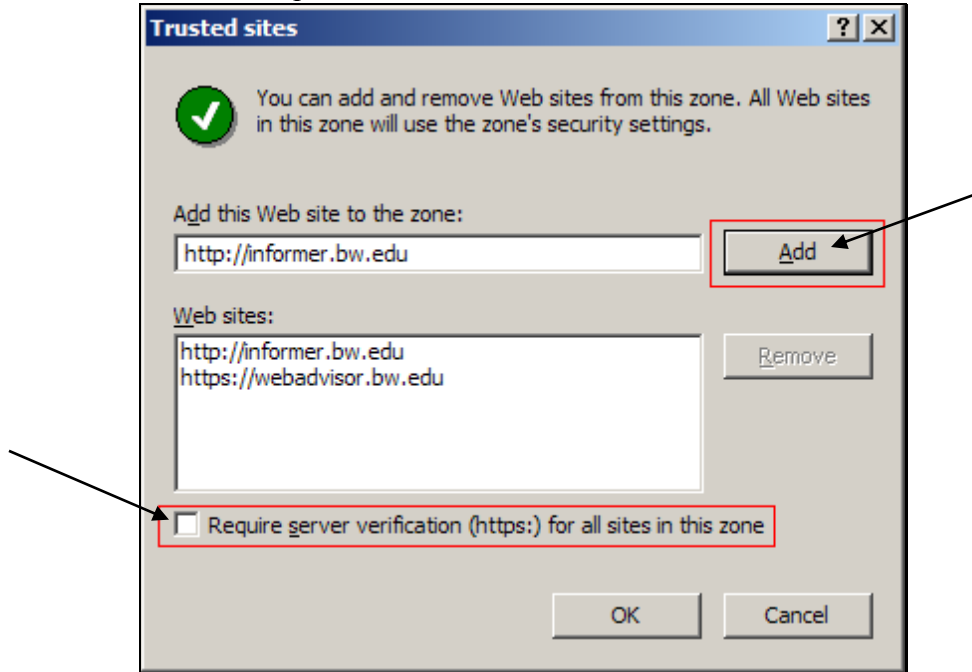 Trusted sites
You can add and remove Web sites from this zone. All Web sites
in this zone will use the zone's security settings.
Add this Web site to the zone:
http://informer.bw.edu
Add
Web sites:
http://informer.bw.edu
https://webadvisor.bw.edu
Remove
Require server verification (https:) for all sites in this zone
OK
Cancel